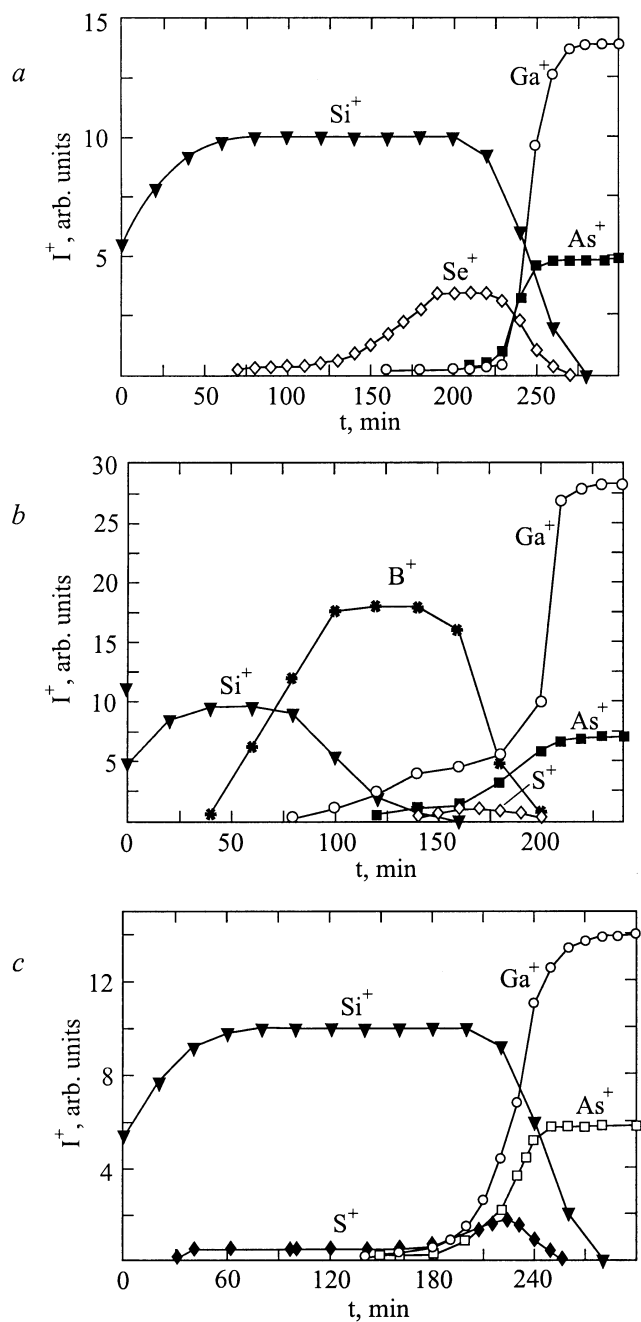 a
15
10
5
I⁺, arb. units
Si⁺
Ga⁺
As⁺
Se⁺
0 50 100 150 200 250
t, min
b
30
25
20
15
10
5
I⁺, arb. units
B⁺
Ga⁺
Si⁺
As⁺
S⁺
0 50 100 150 200
t, min
c
12
8
4
I⁺, arb. units
Si⁺
Ga⁺
As⁺
S⁺
0 60 120 180 240
t, min